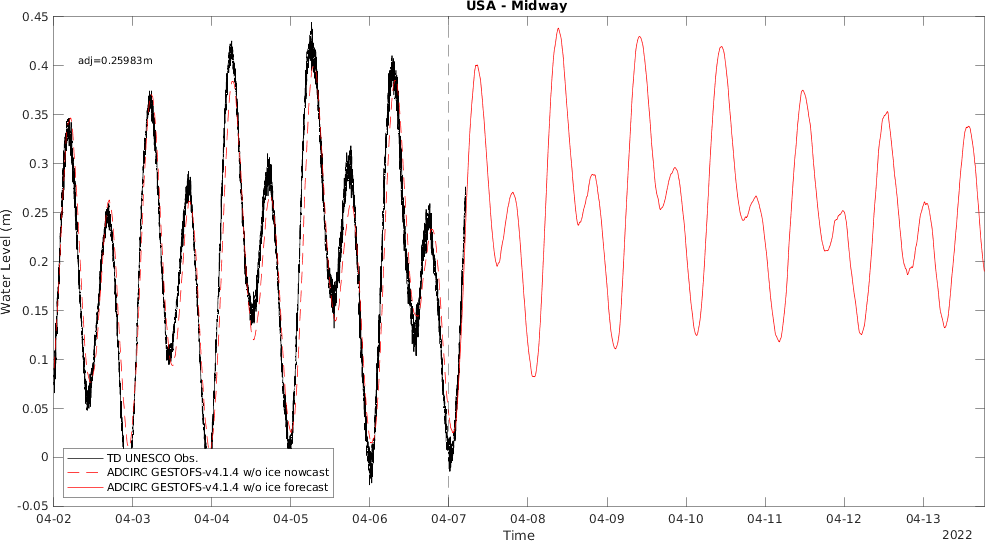 USA - Midway
0.45
0.4
0.35
0.3
0.25
0.2
0.15
0.1
0.05
0
-0.05
Water Level (m)
adj=0.25983m
TD UNESCO Obs.
ADCIRC GESTOFS-v4.1.4 w/o ice nowcast
ADCIRC GESTOFS-v4.1.4 w/o ice forecast
04-02 04-03 04-04 04-05 04-06 04-07 04-08 04-09 04-10 04-11 04-12 04-13
Time
2022